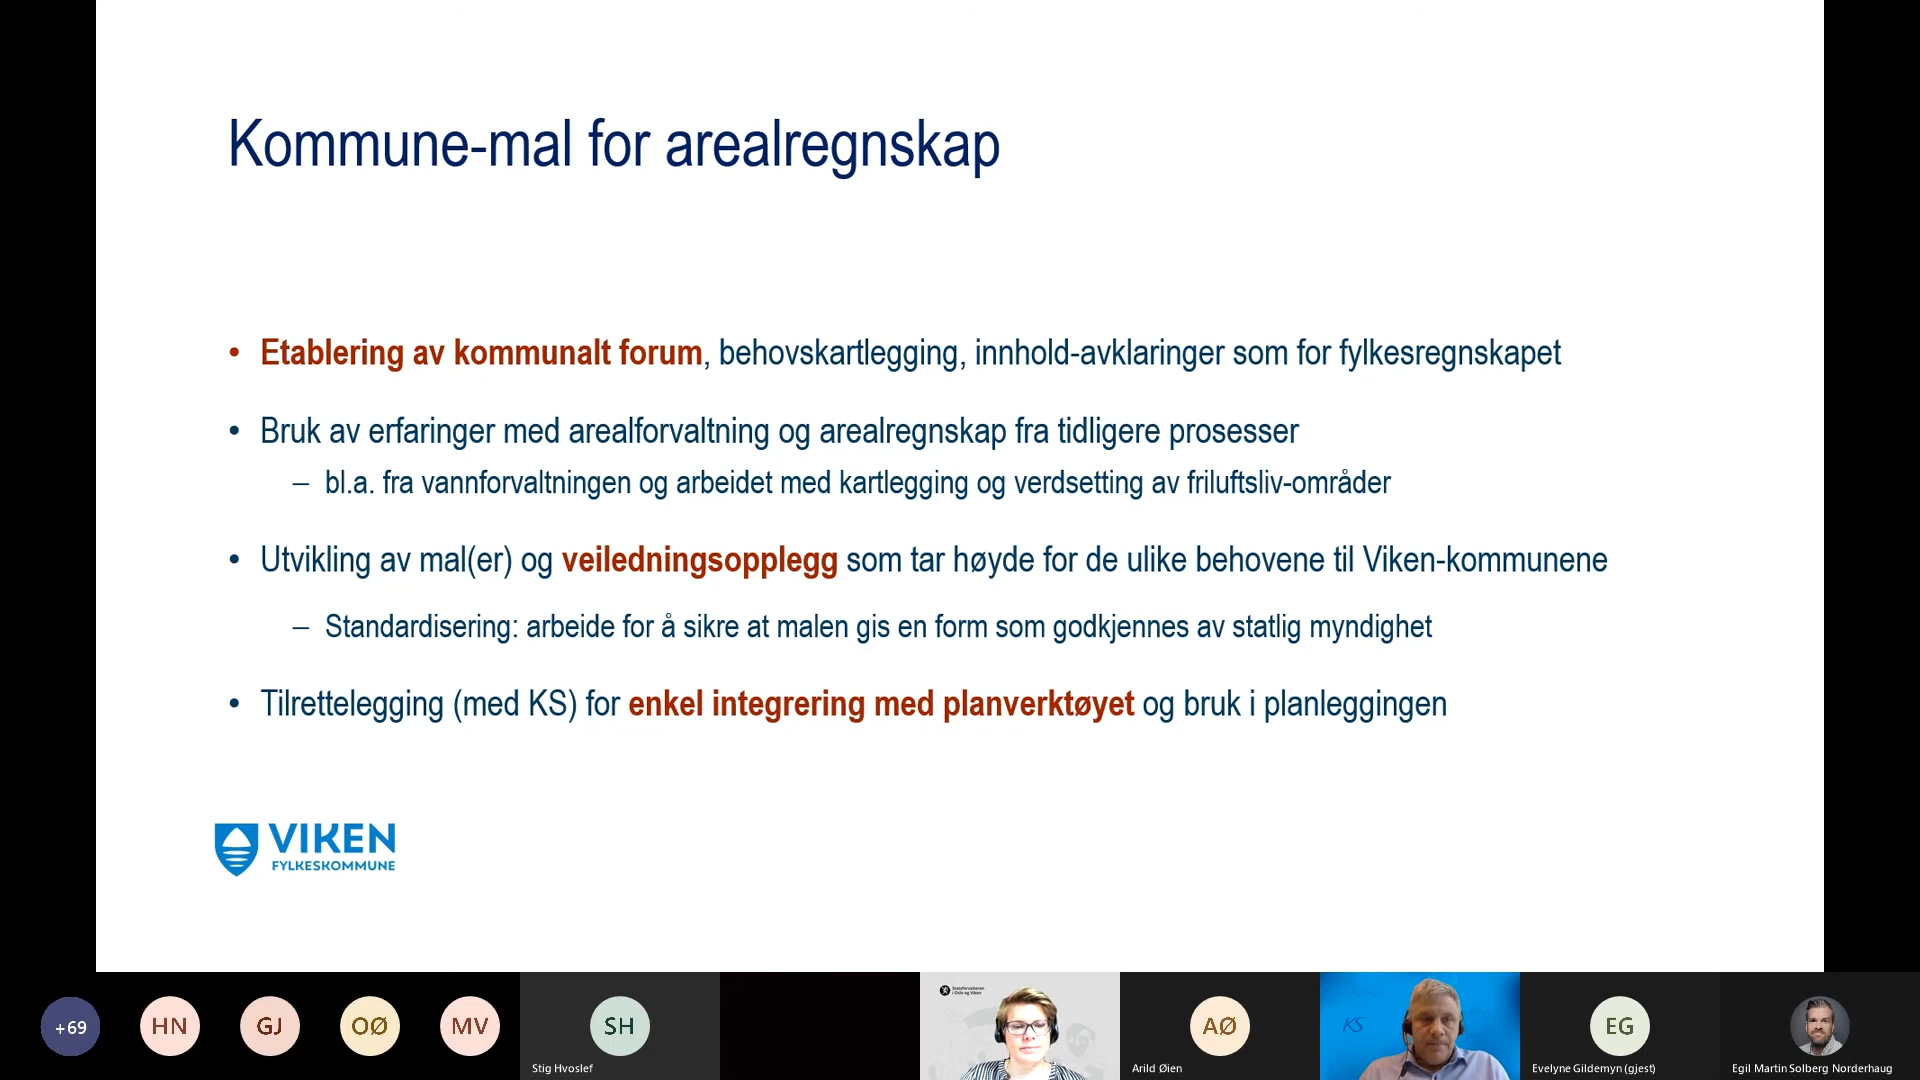 Kommune-mal for arealregnskap
• Etablering av kommunalt forum, behovskartlegging, innhold-avklaringer som for fylkesregnskapet
• Bruk av erfaringer med arealforvaltning og arealregnskap fra tidligere prosesser
– bl.a. fra vannforvaltningen og arbeidet med kartlegging og verdsetting av friluftsliv-områder
• Utvikling av mal(er) og veiledningsopplegg som tar høyde for de ulike behovene til Viken-kommunene
– Standardisering: arbeide for å sikre at malen gis en form som godkjennes av statlig myndighet
• Tilrettelegging (med KS) for enkel integrering med planverktøyet og bruk i planleggingen
VIKEN
FYLKESKOMMUNE
+69
HN
GJ
OØ
MV
SH
Stig Hvoslef
Statsforvalteren
i Oslo og Viken
AØ
Arild Øien
KS
EG
Evelyne Gildemyn (gjest)
Egil Martin Solberg Norderhaug